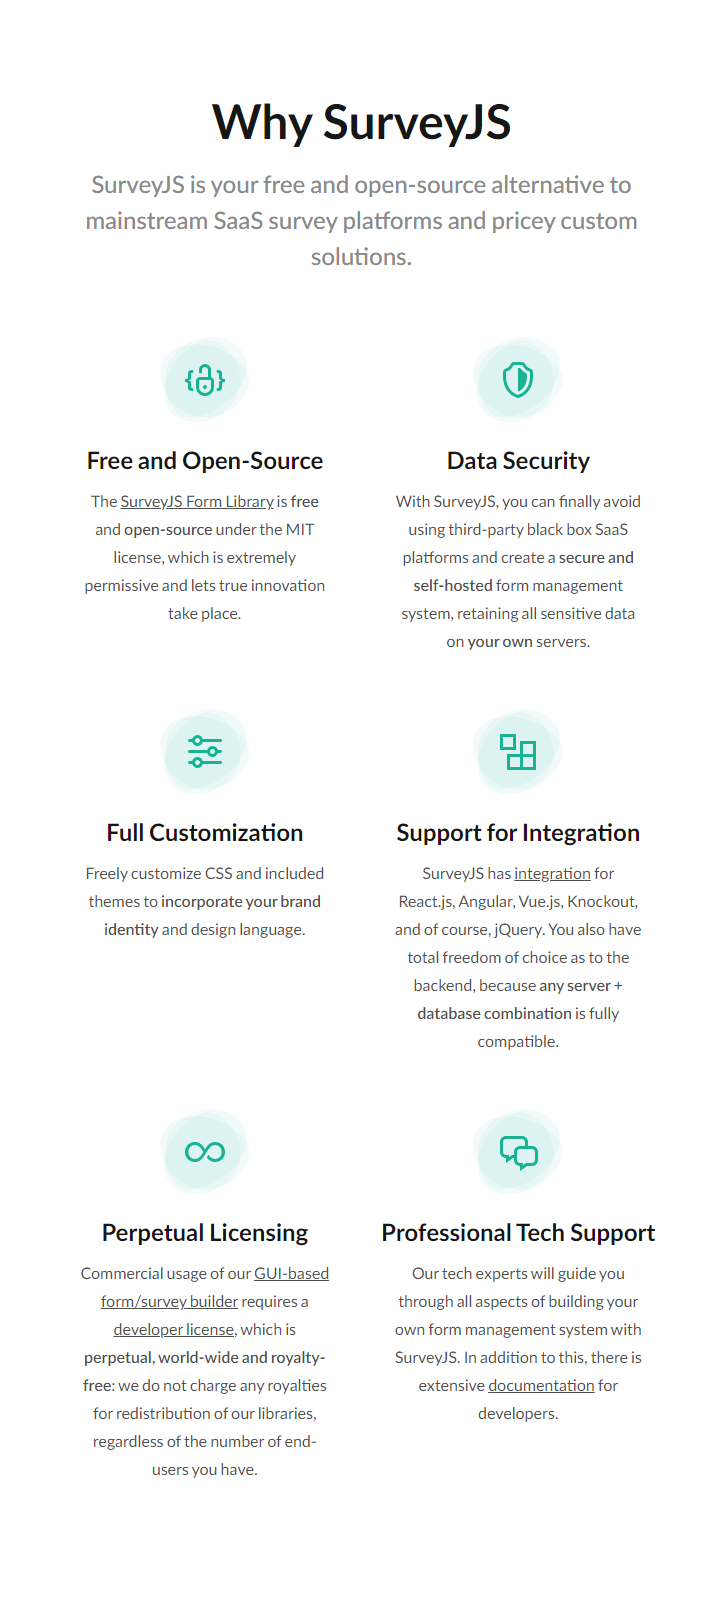 Why SurveyJS
SurveyJS is your free and open-source alternative to
mainstream SaaS survey platforms and pricey custom
solutions.
Free and Open-Source
The SurveyJS Form Library is free
and open-source under the MIT
license, which is extremely
permissive and lets true innovation
take place.
Data Security
With SurveyJS, you can finally avoid
using third-party black box SaaS
platforms and create a secure and
self-hosted form management
system, retaining all sensitive data
on your own servers.
Full Customization
Freely customize CSS and included
themes to incorporate your brand
identity and design language.
Support for Integration
SurveyJS has integration for
React.js, Angular, Vue.js, Knockout,
and of course, jQuery. You also have
total freedom of choice as to the
backend, because any server +
database combination is fully
compatible.
Perpetual Licensing
Commercial usage of our GUI-based
form/survey builder requires a
developer license, which is
perpetual, world-wide and royalty-
free: we do not charge any royalties
for redistribution of our libraries,
regardless of the number of end-
users you have.
Professional Tech Support
Our tech experts will guide you
through all aspects of building your
own form management system with
SurveyJS. In addition to this, there is
extensive documentation for
developers.